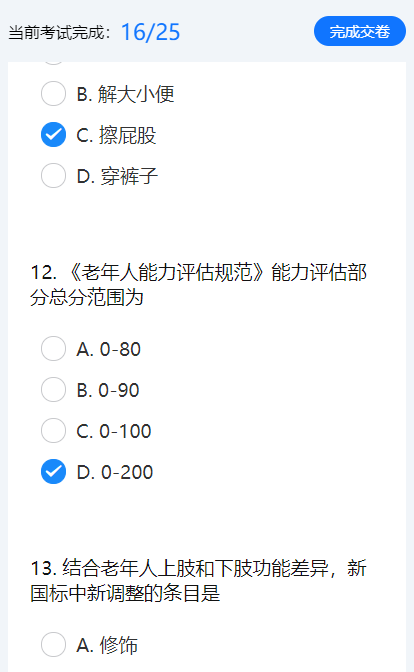 当前考试完成：16/25
完成交卷
B. 解大小便
C. 擦屁股
D. 穿裤子
12. 《老年人能力评估规范》能力评估部
分总分范围为
A. 0-80
B. 0-90
C. 0-100
D. 0-200
13. 结合老年人上肢和下肢功能差异，新
国标中新调整的条目是
A. 修饰